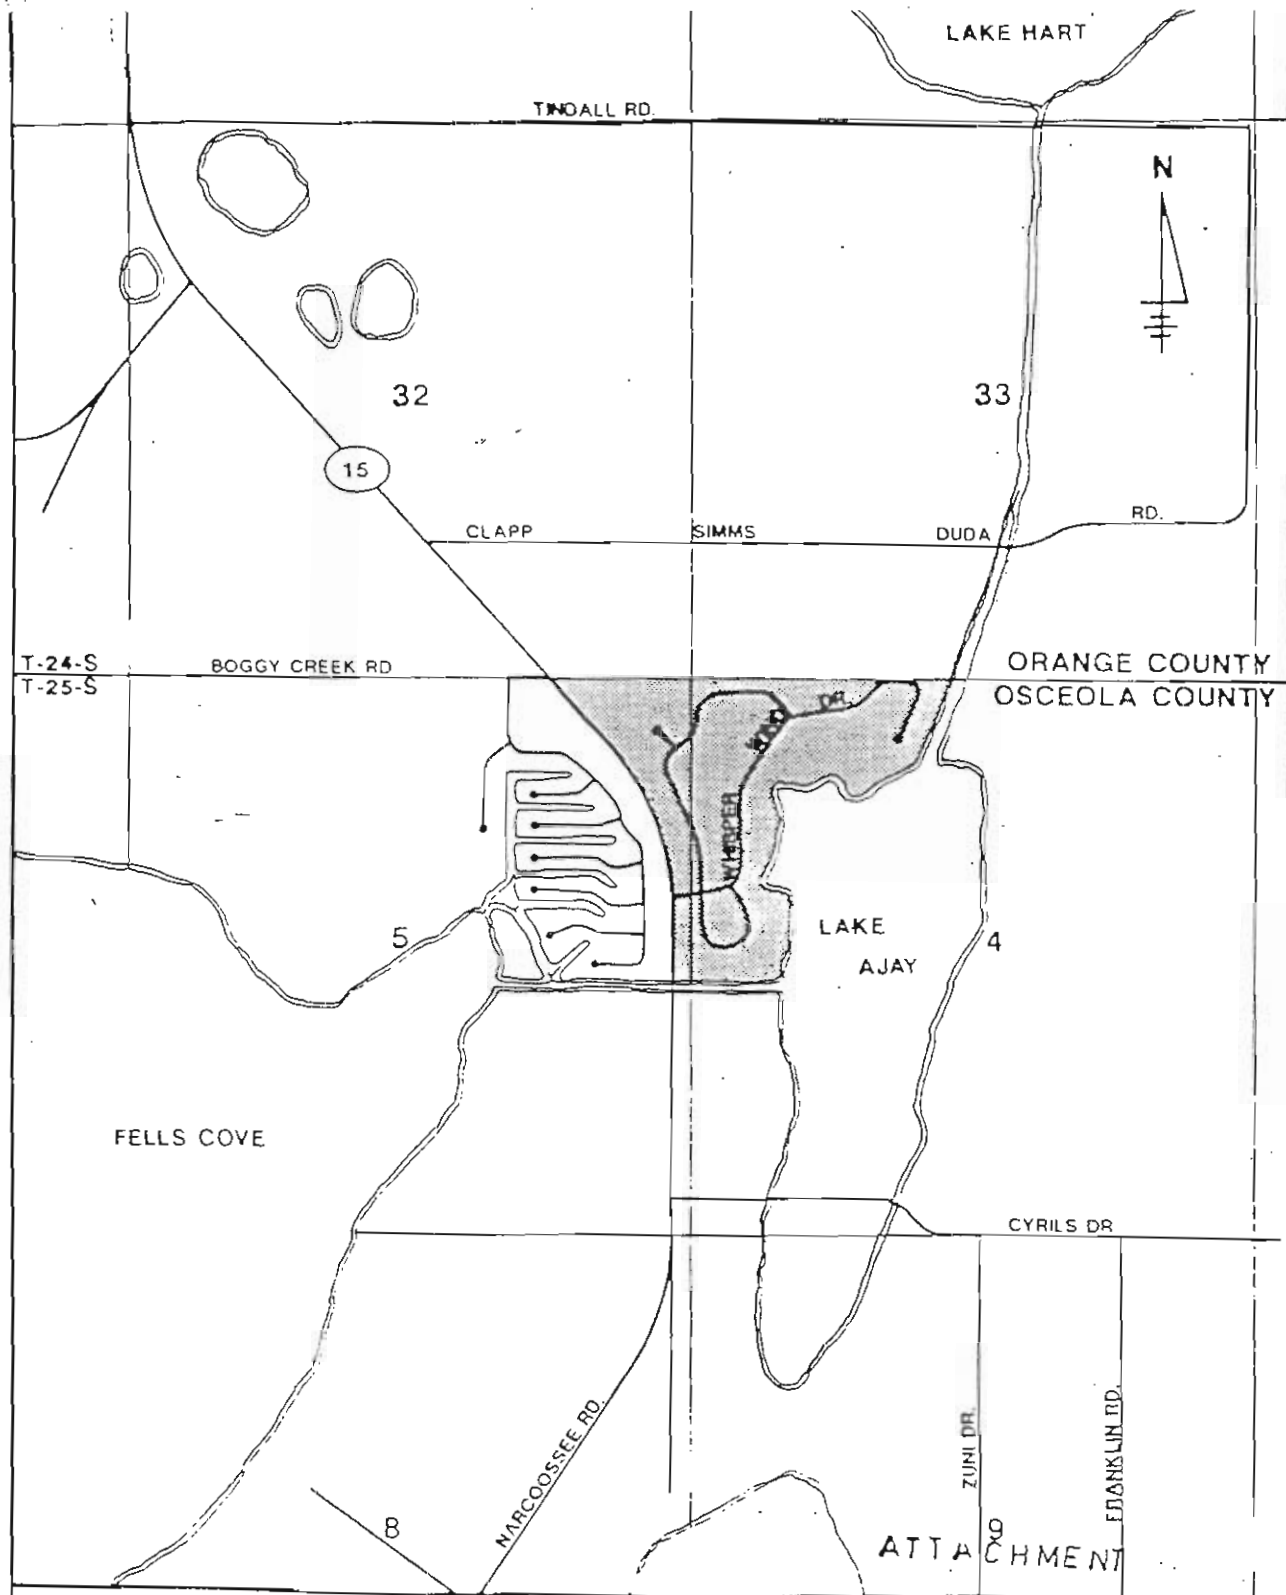 LAKE HART
TINDALL RD.
N
32
33
15
CLAPP SIMMS DUDA RD.
T-24-S
BOGGY CREEK RD
ORANGE COUNTY
T-25-S
OSCEOLA COUNTY
DR
WHISPER
LAKE
AJAY
5
4
FELLS COVE
CYRILS DR
NARCOOSSEE RD.
ZUNI DR.
FRANKLIN RD.
8
9
ATTACHMENT